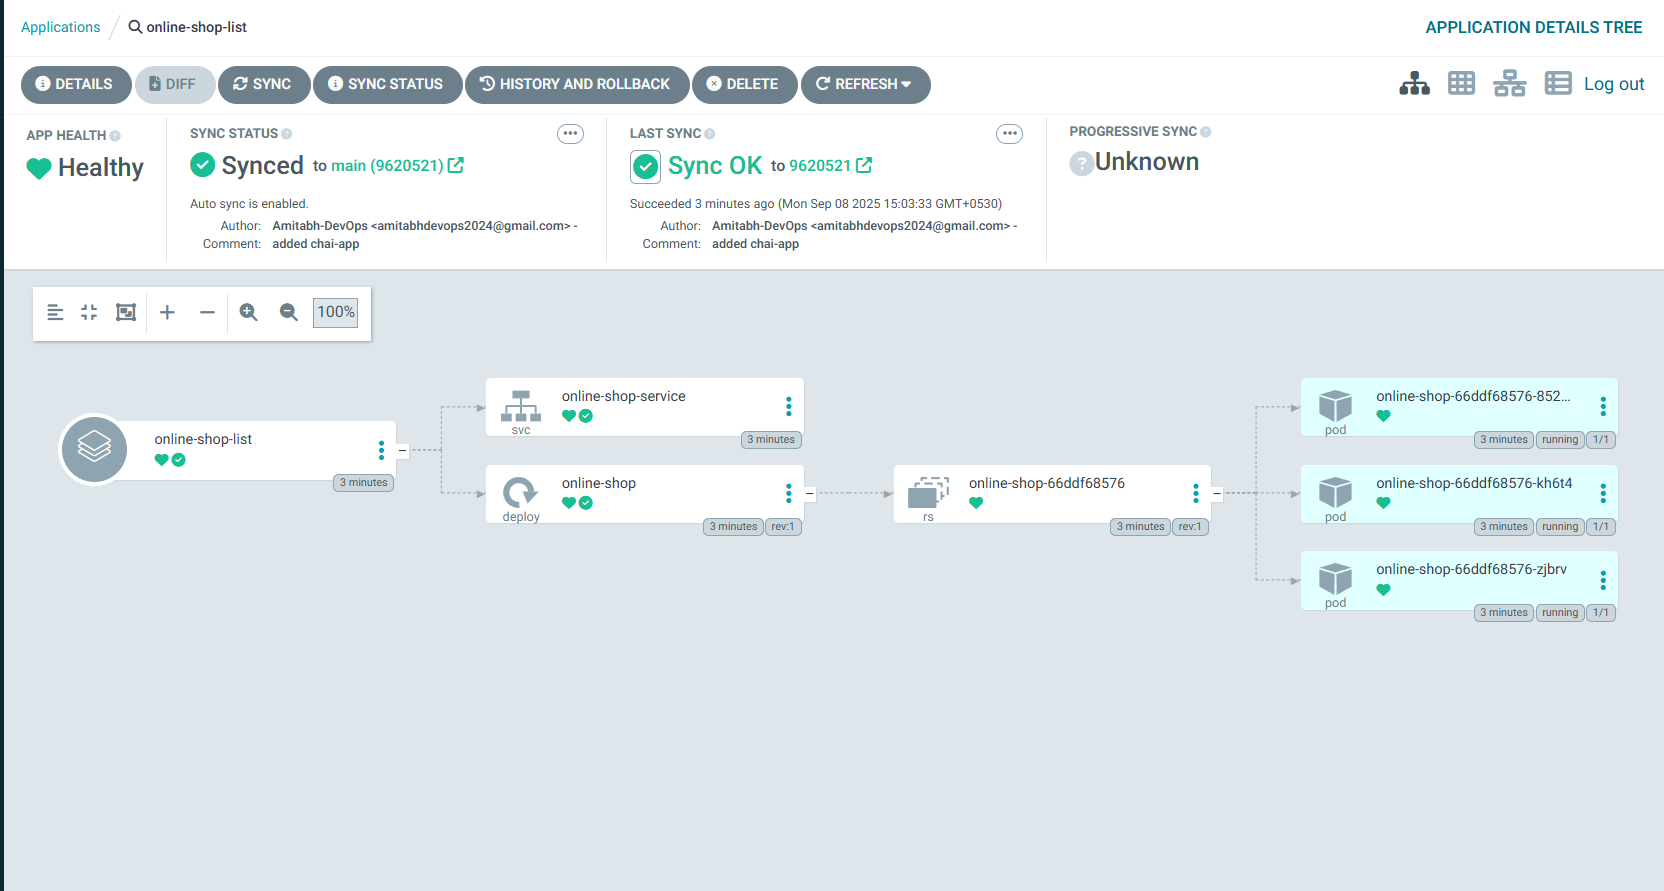 Applications / online-shop-list
APPLICATION DETAILS TREE
DETAILS DIFF SYNC SYNC STATUS HISTORY AND ROLLBACK DELETE REFRESH
Log out
APP HEALTH
Healthy
SYNC STATUS
Synced to main (9620521)
Auto sync is enabled.
Author: Amitabh-DevOps <amitabhdevops2024@gmail.com> -
Comment: added chai-app
LAST SYNC
Sync OK to 9620521
Succeeded 3 minutes ago (Mon Sep 08 2025 15:03:33 GMT+0530)
Author: Amitabh-DevOps <amitabhdevops2024@gmail.com> -
Comment: added chai-app
PROGRESSIVE SYNC
Unknown
100%
online-shop-list
3 minutes
online-shop-service
svc
3 minutes
online-shop
deploy
3 minutes rev:1
online-shop-66ddf68576
rs
3 minutes rev:1
online-shop-66ddf68576-852...
pod
3 minutes running 1/1
online-shop-66ddf68576-kh6t4
pod
3 minutes running 1/1
online-shop-66ddf68576-zjbrv
pod
3 minutes running 1/1